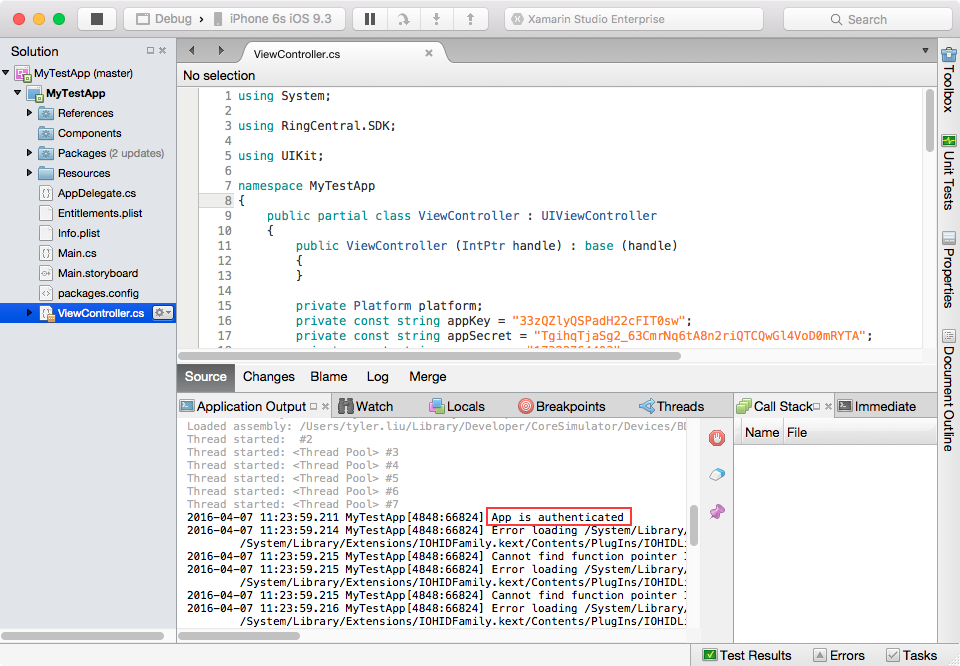 Debug › iPhone 6s iOS 9.3
Xamarin Studio Enterprise
Search
Solution
MyTestApp (master)
MyTestApp
References
Components
Packages (2 updates)
Resources
AppDelegate.cs
Entitlements.plist
Info.plist
Main.cs
Main.storyboard
packages.config
ViewController.cs
ViewController.cs
No selection
1 using System;
2
3 using RingCentral.SDK;
4
5 using UIKit;
6
7 namespace MyTestApp
8 {
9 public partial class ViewController : UIViewController
10 {
11 public ViewController (IntPtr handle) : base (handle)
12 {
13 }
14
15 private Platform platform;
16 private const string appKey = "33zQZlyQSPadH22cFIT0sw";
17 private const string appSecret = "TgihqTjaSg2_63CmrNq6tA8n2riQTCQwGl4VoD0mRYTA";
Source Changes Blame Log Merge
Application Output
Watch
Locals
Breakpoints
Threads
Call Stack
Immediate
Loaded assembly: /Users/tyler.liu/Library/Developer/CoreSimulator/Devices/
Thread started: #2
Thread started: <Thread Pool> #3
Thread started: <Thread Pool> #4
Thread started: <Thread Pool> #5
Thread started: <Thread Pool> #6
Thread started: <Thread Pool> #7
2016-04-07 11:23:59.211 MyTestApp[4848:66824] App is authenticated
2016-04-07 11:23:59.214 MyTestApp[4848:66824] Error loading /System/Library/
/System/Library/Extensions/IOHIDFamily.kext/Contents/PlugIns/IOHIDLi
2016-04-07 11:23:59.215 MyTestApp[4848:66824] Cannot find function pointer
2016-04-07 11:23:59.215 MyTestApp[4848:66824] Error loading /System/Library/
/System/Library/Extensions/IOHIDFamily.kext/Contents/PlugIns/IOHIDLi
2016-04-07 11:23:59.215 MyTestApp[4848:66824] Cannot find function pointer
2016-04-07 11:23:59.216 MyTestApp[4848:66824] Error loading /System/Library/
/System/Library/Extensions/IOHIDFamily.kext/Contents/PlugIns/IOHIDLi
Name File
Toolbox
Unit Tests
Properties
Document Outline
Test Results
Errors
Tasks